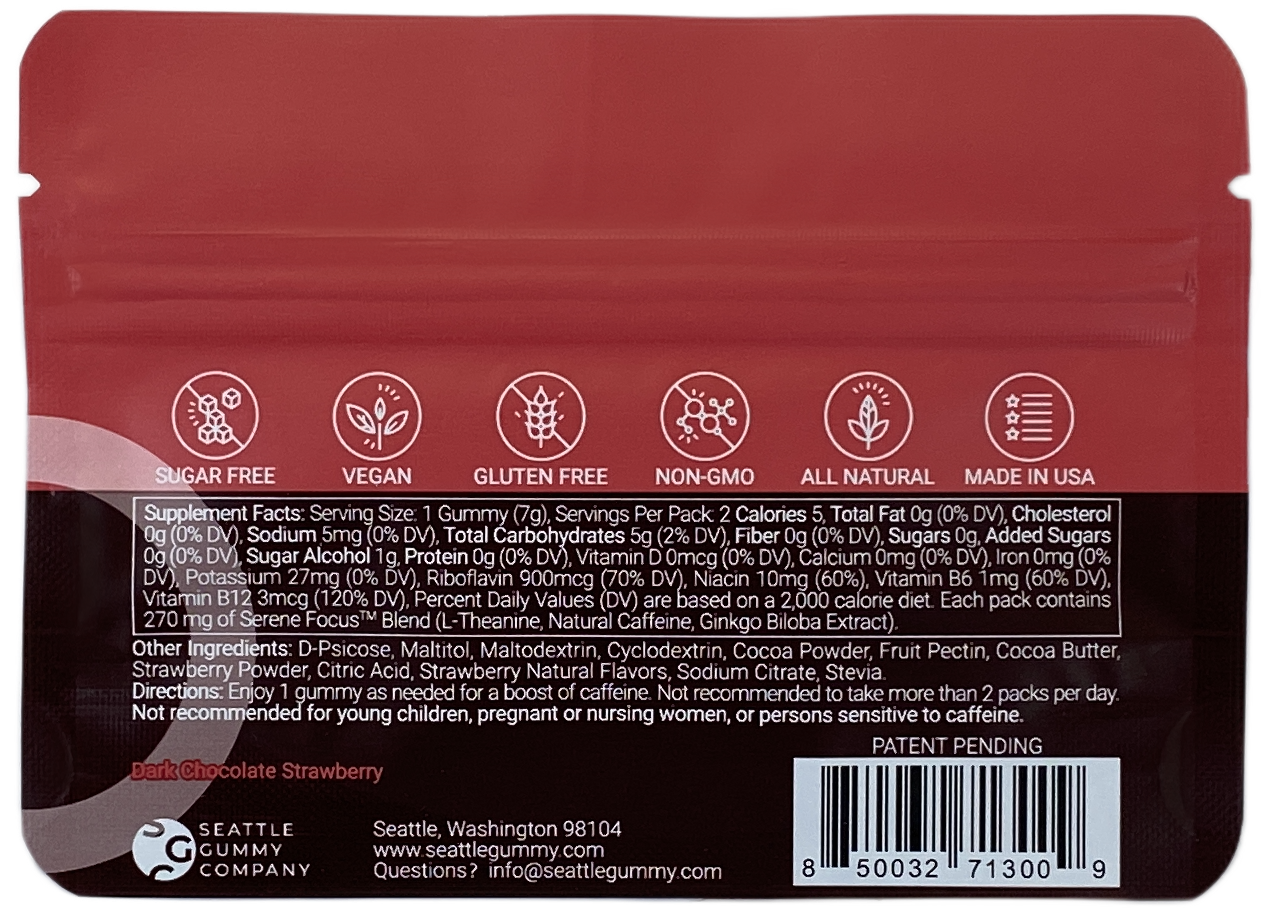 SUGAR FREE VEGAN GLUTEN FREE NON-GMO ALL NATURAL MADE IN USA
Supplement Facts: Serving Size: 1 Gummy (7g), Servings Per Pack: 2 Calories 5, Total Fat 0g (0% DV), Cholesterol
0g (0% DV), Sodium 5mg (0% DV), Total Carbohydrates 5g (2% DV), Fiber 0g (0% DV), Sugars 0g, Added Sugars
0g (0% DV), Sugar Alcohol 1g, Protein 0g (0% DV), Vitamin D 0mcg (0% DV), Calcium 0mg (0% DV), Iron 0mg (0%
DV), Potassium 27mg (0% DV), Riboflavin 900mcg (70% DV), Niacin 10mg (60%), Vitamin B6 1mg (60% DV),
Vitamin B12 3mcg (120% DV), Percent Daily Values (DV) are based on a 2,000 calorie diet. Each pack contains
270 mg of Serene Focus™ Blend (L-Theanine, Natural Caffeine, Ginkgo Biloba Extract).
Other Ingredients: D-Psicose, Maltitol, Maltodextrin, Cyclodextrin, Cocoa Powder, Fruit Pectin, Cocoa Butter,
Strawberry Powder, Citric Acid, Strawberry Natural Flavors, Sodium Citrate, Stevia.
Directions: Enjoy 1 gummy as needed for a boost of caffeine. Not recommended to take more than 2 packs per day.
Not recommended for young children, pregnant or nursing women, or persons sensitive to caffeine.
PATENT PENDING
Dark Chocolate Strawberry
G
SEATTLE
GUMMY
COMPANY
Seattle, Washington 98104
www.seattlegummy.com
Questions? info@seattlegummy.com
8 50032 71300 9